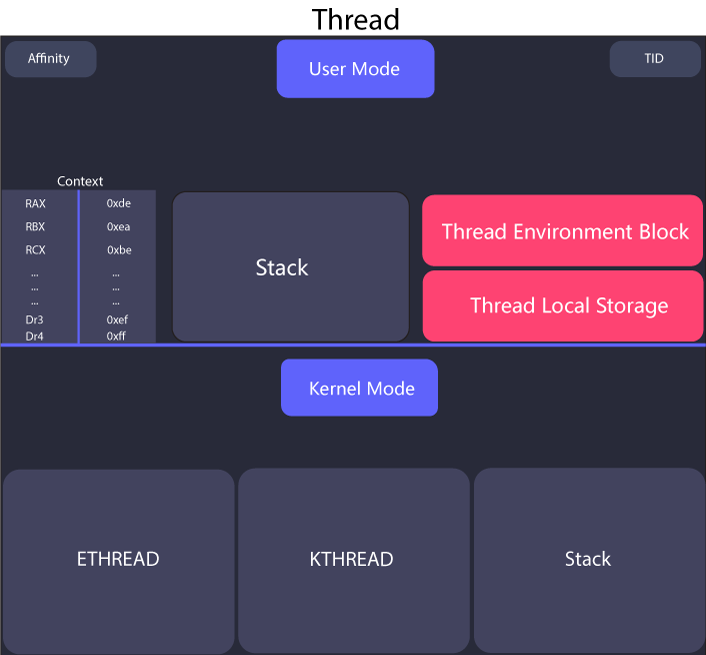 Thread
Affinity
User Mode
TID
Context
RAX 0xde
RBX 0xea
RCX 0xbe
... ...
... ...
... ...
Dr3 0xef
Dr4 0xff
Stack
Thread Environment Block
Thread Local Storage
Kernel Mode
ETHREAD
KTHREAD
Stack